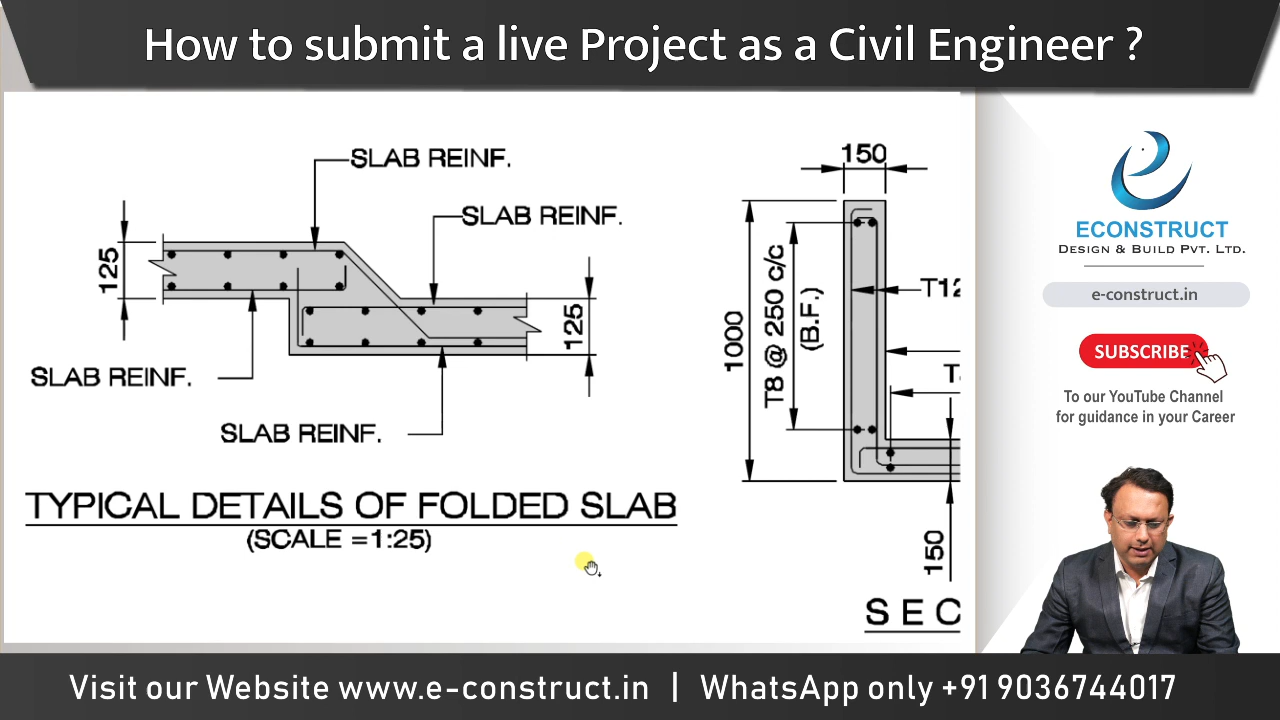 How to submit a live Project as a Civil Engineer ?
SLAB REINF.
SLAB REINF.
125
125
SLAB REINF.
SLAB REINF.
TYPICAL DETAILS OF FOLDED SLAB
(SCALE =1:25)
150
1000
T8 @ 250 c/c
(B.F.)
T12
150
SEC
ECONSTRUCT
DESIGN & BUILD PVT. LTD.
e-construct.in
SUBSCRIBE
To our YouTube Channel
for guidance in your Career
Visit our Website www.e-construct.in | WhatsApp only +91 9036744017